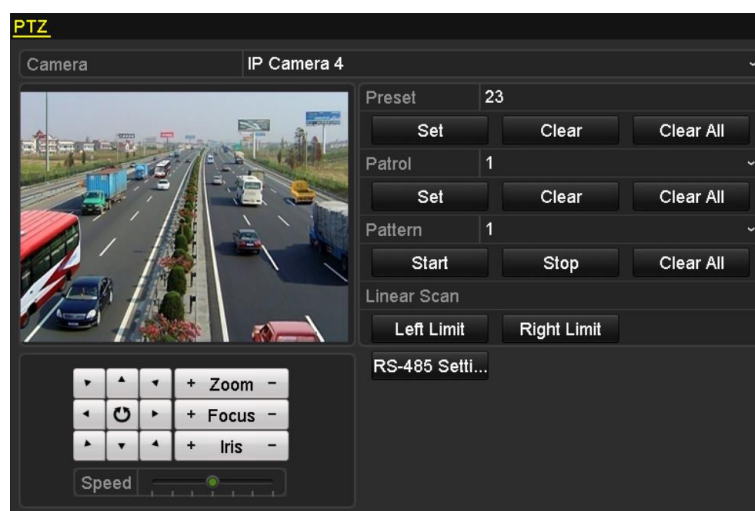 PTZ
Camera IP Camera 4
Preset 23
Set Clear Clear All
Patrol 1
Set Clear Clear All
Pattern 1
Start Stop Clear All
Linear Scan
Left Limit Right Limit
RS-485 Setti...
+ Zoom -
+ Focus -
+ Iris -
Speed